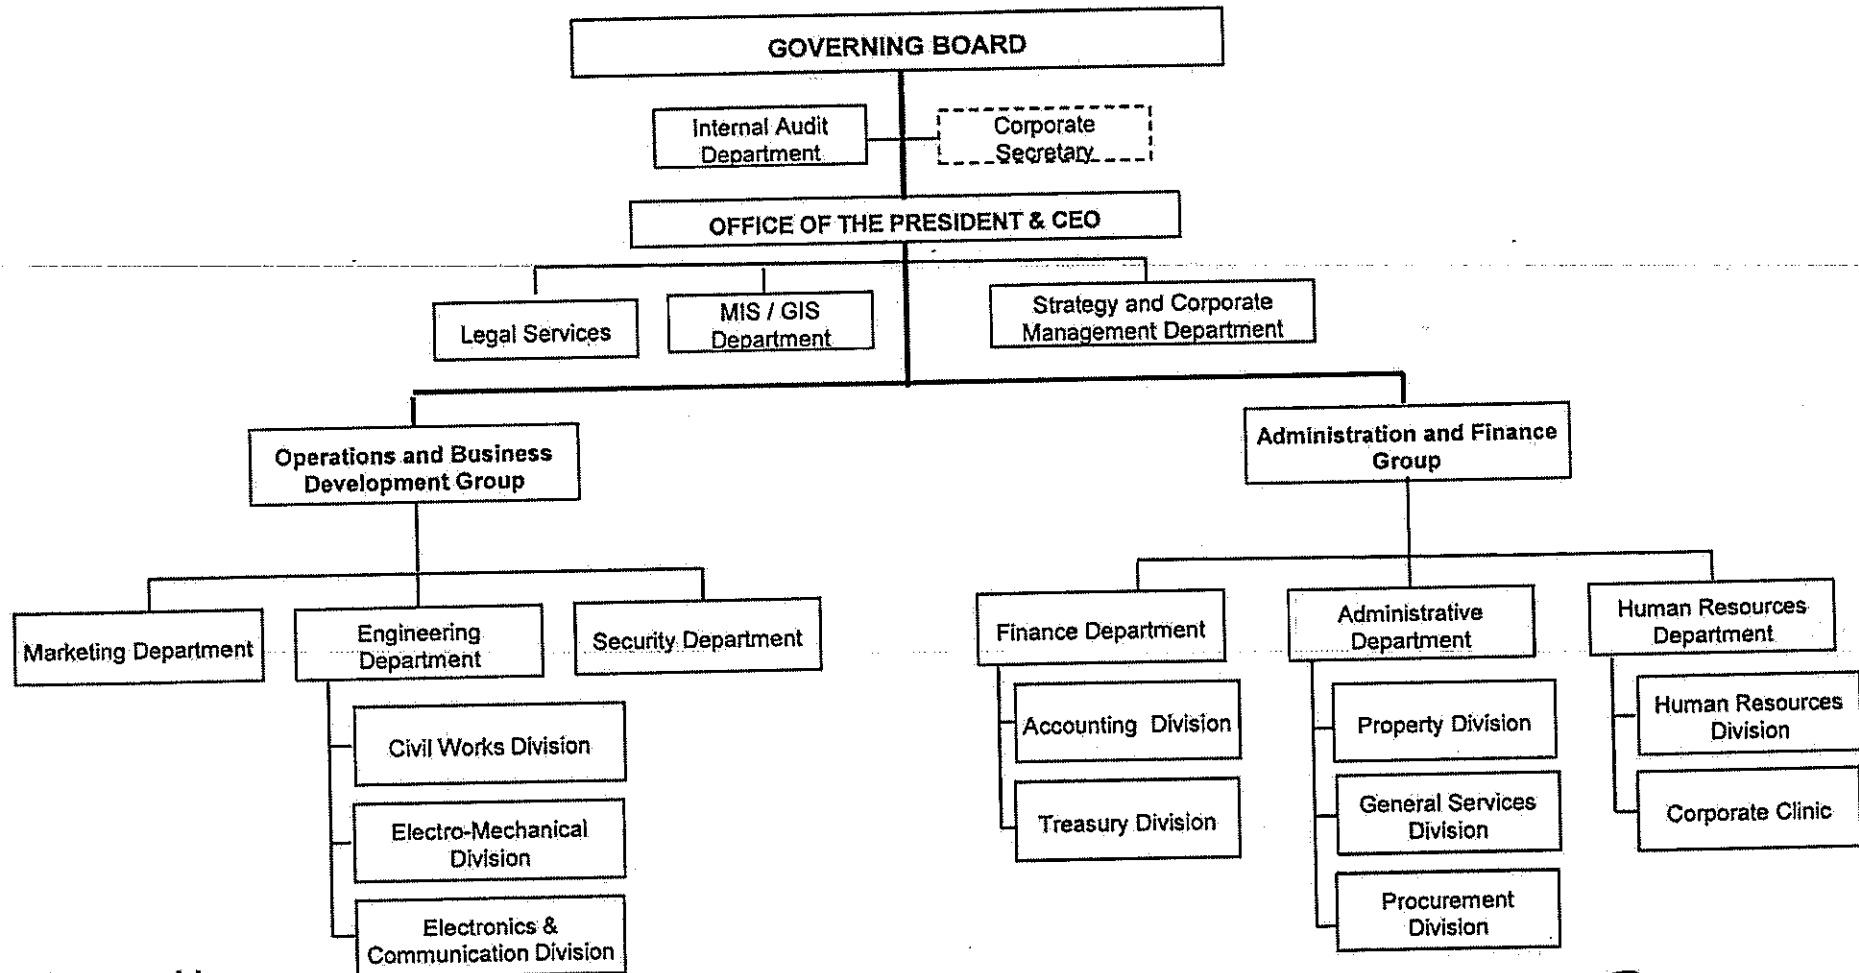 GOVERNING BOARD
Internal Audit
Department
Corporate
Secretary
OFFICE OF THE PRESIDENT & CEO
Legal Services
MIS / GIS
Department
Strategy and Corporate
Management Department
Operations and Business
Development Group
Administration and Finance
Group
Marketing Department
Engineering
Department
Security Department
Finance Department
Administrative
Department
Human Resources
Department
Civil Works Division
Electro-Mechanical
Division
Electronics &
Communication Division
Accounting Division
Treasury Division
Property Division
General Services
Division
Procurement
Division
Human Resources
Division
Corporate Clinic